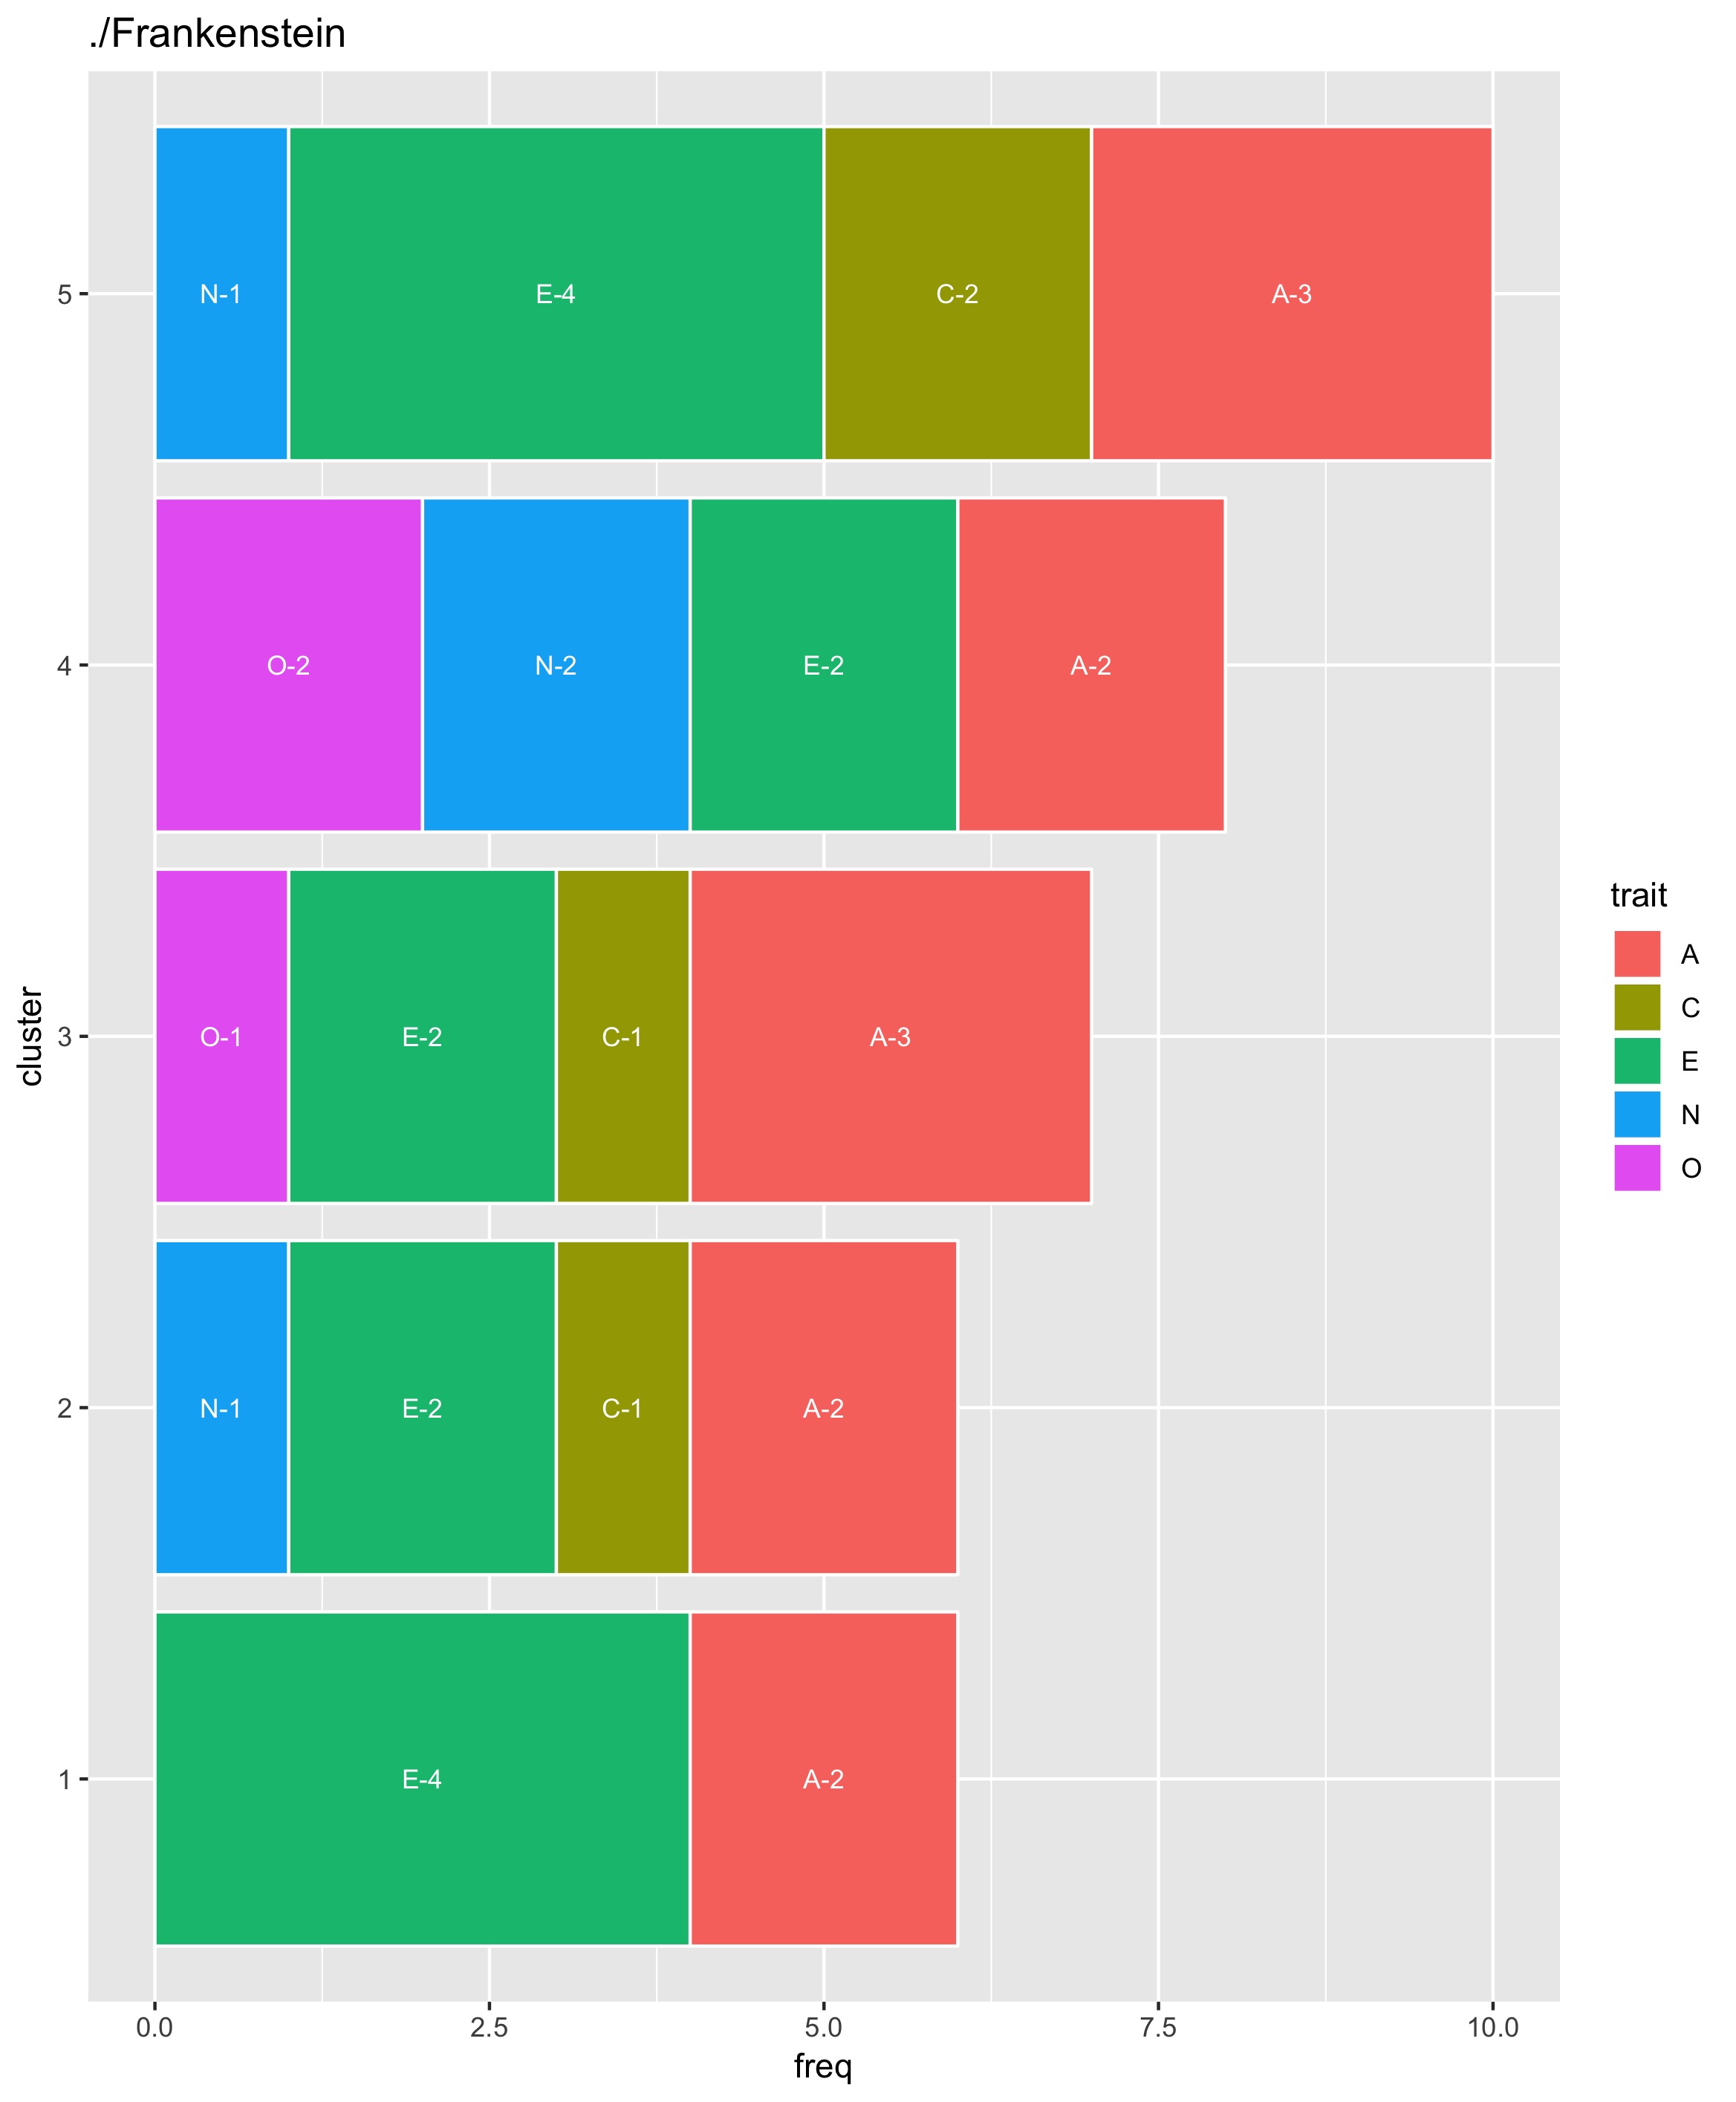 ./Frankenstein
5
N-1
E-4
C-2
A-3
4
O-2
N-2
E-2
A-2
cluster
3
O-1
E-2
C-1
A-3
2
N-1
E-2
C-1
A-2
1
E-4
A-2
0.0
2.5
5.0
7.5
10.0
freq
trait
A
C
E
N
O